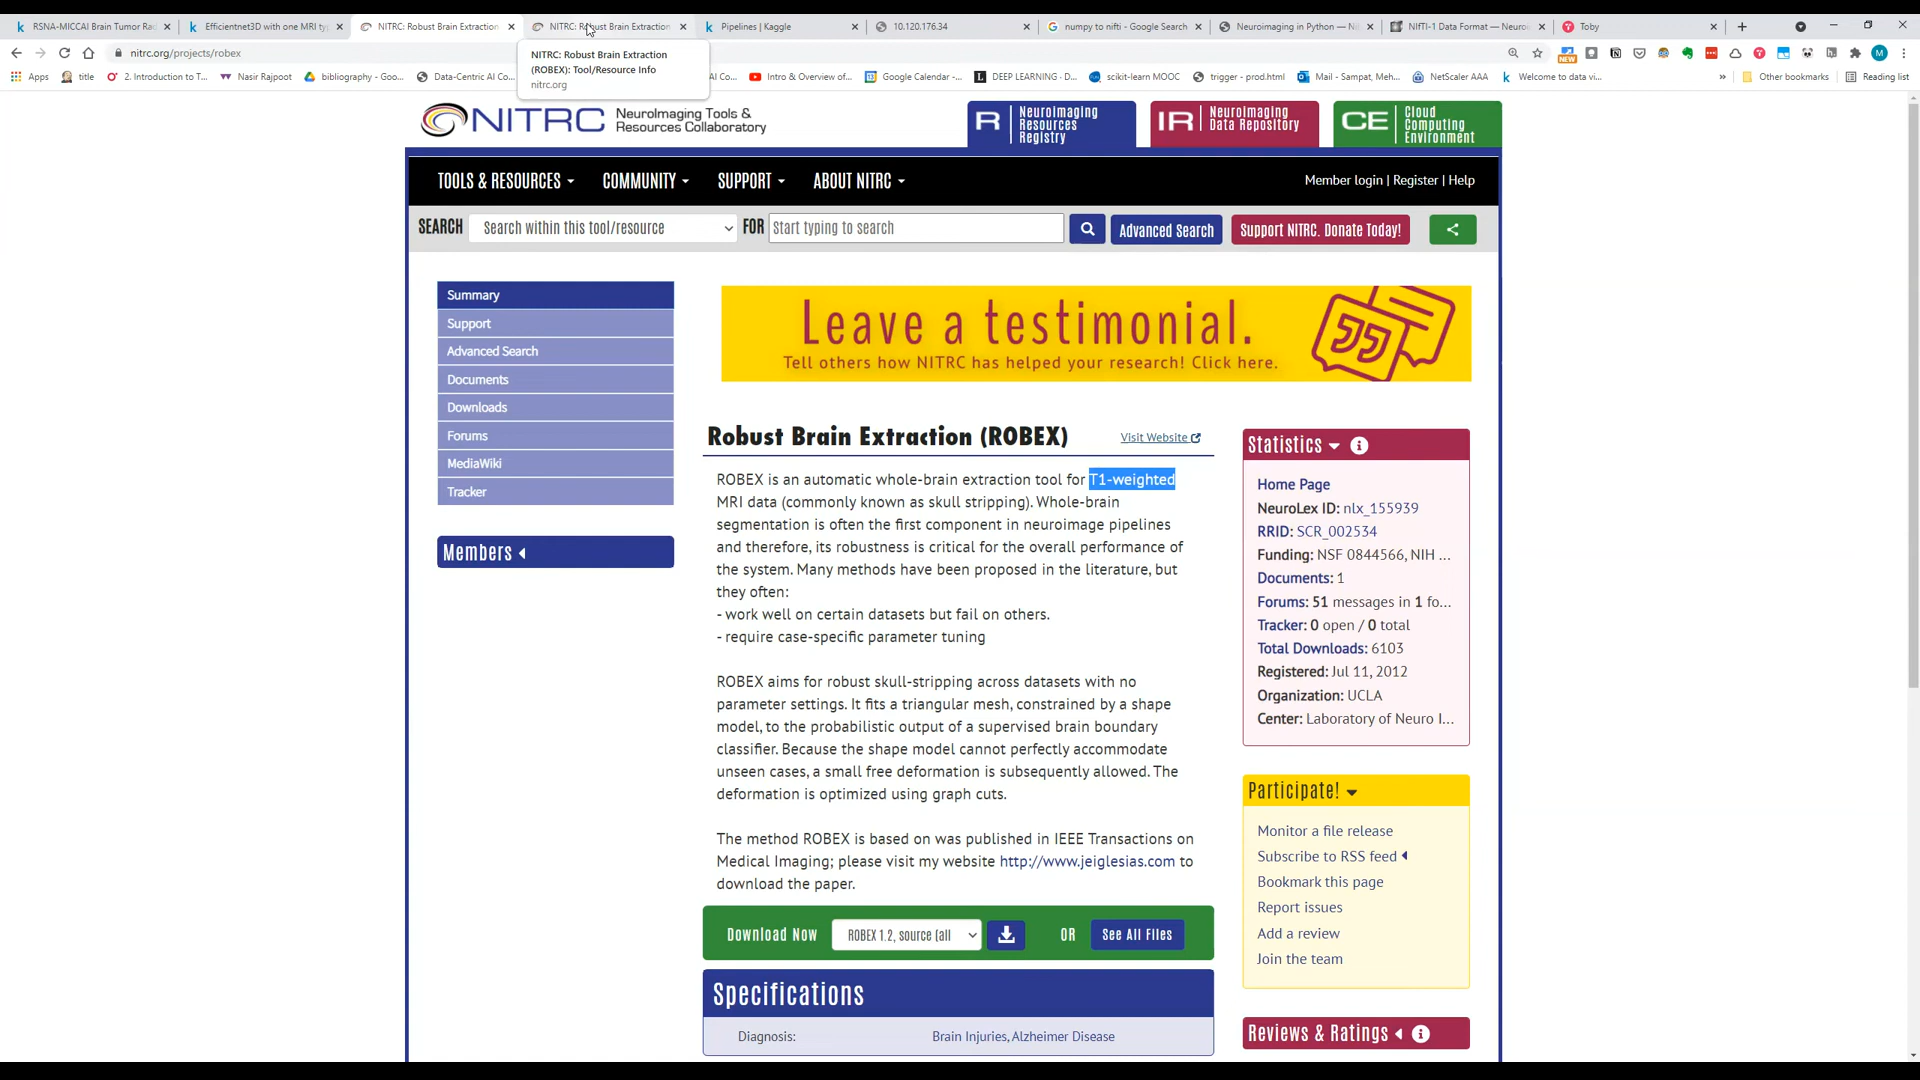 RSNA-MICCAI Brain Tumor Rad
Efficientnet3D with one MRI typ
NITRC: Robust Brain Extraction
NITRC: Robust Brain Extraction
Pipelines | Kaggle
10.120.176.34
numpy to nifti - Google Search
Neuroimaging in Python — Ni
NIfTI-1 Data Format — Neuro
Toby
nitrc.org/projects/robex
NITRC: Robust Brain Extraction
(ROBEX): Tool/Resource Info
nitrc.org
Apps
title
2. Introduction to T...
Nasir Rajpoot
bibliography - Goo...
Data-Centric AI Co...
AI Co...
Intro & Overview of...
Google Calendar -...
DEEP LEARNING · D...
scikit-learn MOOC
trigger - prod.html
Mail - Sampat, Meh...
NetScaler AAA
Welcome to data vi...
»
Other bookmarks
Reading list
NITRC
NeuroImaging Tools &
Resources Collaboratory
R
NeuroImaging
Resources
Registry
IR
NeuroImaging
Data Repository
CE
Cloud
Computing
Environment
TOOLS & RESOURCES
COMMUNITY
SUPPORT
ABOUT NITRC
Member login | Register | Help
SEARCH
Search within this tool/resource
FOR
Start typing to search
Advanced Search
Support NITRC. Donate Today!
Summary
Support
Advanced Search
Documents
Downloads
Forums
MediaWiki
Tracker
Members
Leave a testimonial.
Tell others how NITRC has helped your research! Click here.
Robust Brain Extraction (ROBEX)
Visit Website
ROBEX is an automatic whole-brain extraction tool for T1-weighted
MRI data (commonly known as skull stripping). Whole-brain
segmentation is often the first component in neuroimage pipelines
and therefore, its robustness is critical for the overall performance of
the system. Many methods have been proposed in the literature, but
they often:
- work well on certain datasets but fail on others.
- require case-specific parameter tuning
ROBEX aims for robust skull-stripping across datasets with no
parameter settings. It fits a triangular mesh, constrained by a shape
model, to the probabilistic output of a supervised brain boundary
classifier. Because the shape model cannot perfectly accommodate
unseen cases, a small free deformation is subsequently allowed. The
deformation is optimized using graph cuts.
The method ROBEX is based on was published in IEEE Transactions on
Medical Imaging; please visit my website http://www.jeiglesias.com to
download the paper.
Download Now
ROBEX 1.2, source (all
OR
See All Files
Specifications
Diagnosis:
Brain Injuries, Alzheimer Disease
Statistics
Home Page
NeuroLex ID: nlx_155939
RRID: SCR_002534
Funding: NSF 0844566, NIH ...
Documents: 1
Forums: 51 messages in 1 fo...
Tracker: 0 open / 0 total
Total Downloads: 6103
Registered: Jul 11, 2012
Organization: UCLA
Center: Laboratory of Neuro I...
Participate!
Monitor a file release
Subscribe to RSS feed
Bookmark this page
Report issues
Add a review
Join the team
Reviews & Ratings